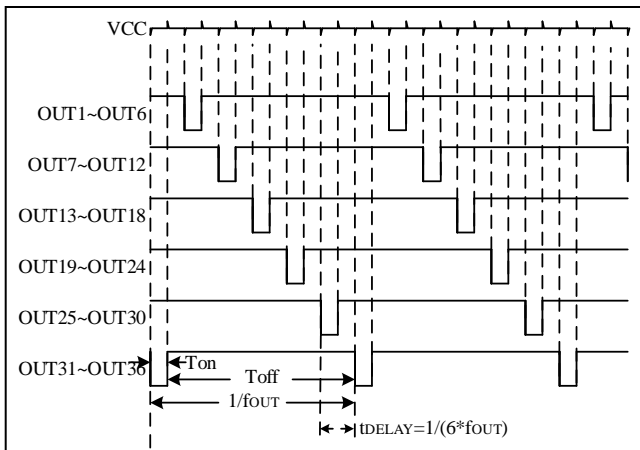 VCC
OUT1~OUT6
OUT7~OUT12
OUT13~OUT18
OUT19~OUT24
OUT25~OUT30
OUT31~OUT36
Ton
Toff
1/fOUT
tDELAY=1/(6*fOUT)